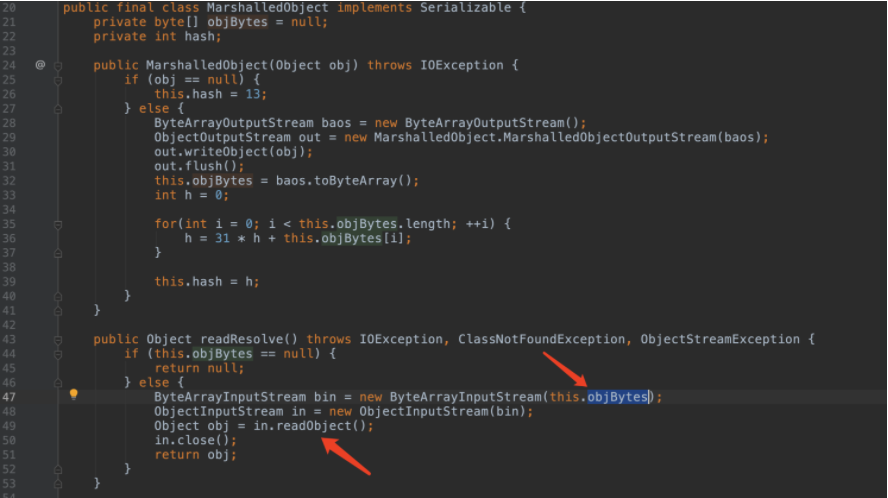 20 public final class MarshalledObject implements Serializable {
21 private byte[] objBytes = null;
22 private int hash;
23
24 @ public MarshalledObject(Object obj) throws IOException {
25 if (obj == null) {
26 this.hash = 13;
27 } else {
28 ByteArrayOutputStream baos = new ByteArrayOutputStream();
29 ObjectOutputStream out = new MarshalledObject.MarshalledObjectOutputStream(baos);
30 out.writeObject(obj);
31 out.flush();
32 this.objBytes = baos.toByteArray();
33 int h = 0;
34
35 for(int i = 0; i < this.objBytes.length; ++i) {
36 h = 31 * h + this.objBytes[i];
37 }
38
39 this.hash = h;
40 }
41 }
42
43 public Object readResolve() throws IOException, ClassNotFoundException, ObjectStreamException {
44 if (this.objBytes == null) {
45 return null;
46 } else {
47 ByteArrayInputStream bin = new ByteArrayInputStream(this.objBytes);
48 ObjectInputStream in = new ObjectInputStream(bin);
49 Object obj = in.readObject();
50 in.close();
51 return obj;
52 }
53 }
54